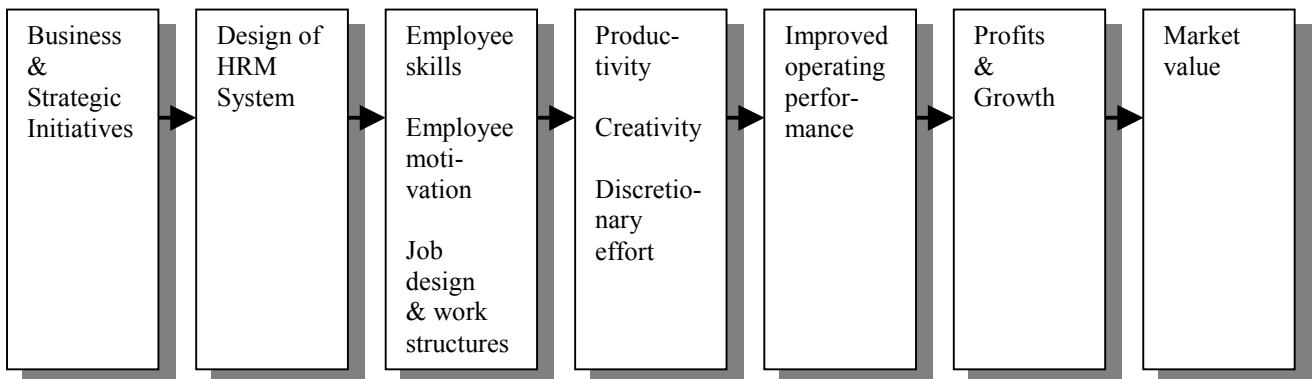 Business
&
Strategic
Initiatives
Design of
HRM
System
Employee
skills
Employee
moti-
vation
Job
design
& work
structures
Produc-
tivity
Creativity
Discretio-
nary
effort
Improved
operating
perfor-
mance
Profits
&
Growth
Market
value